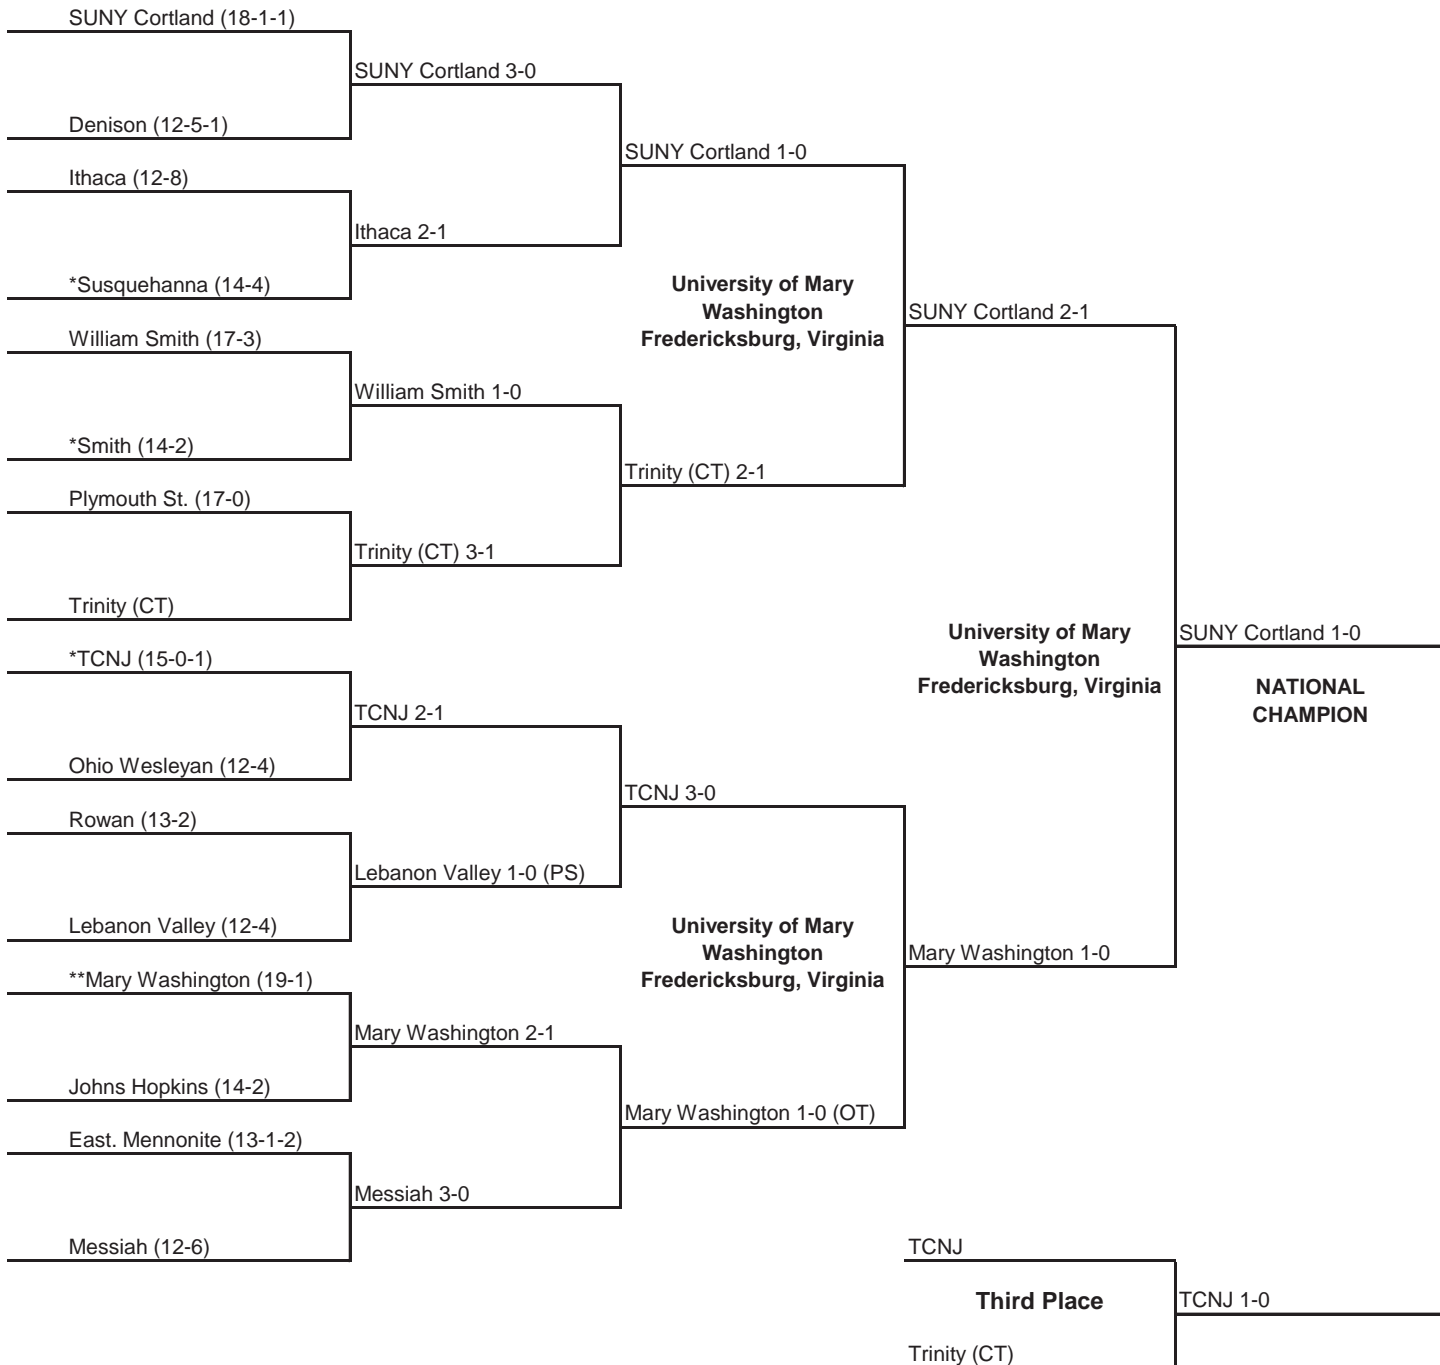 SUNY Cortland (18-1-1)
SUNY Cortland 3-0
Denison (12-5-1)
SUNY Cortland 1-0
Ithaca (12-8)
Ithaca 2-1
*Susquehanna (14-4)
University of Mary
Washington
Fredericksburg, Virginia
SUNY Cortland 2-1
William Smith (17-3)
William Smith 1-0
*Smith (14-2)
Trinity (CT) 2-1
Plymouth St. (17-0)
Trinity (CT) 3-1
Trinity (CT)
University of Mary
Washington
Fredericksburg, Virginia
SUNY Cortland 1-0
NATIONAL
CHAMPION
*TCNJ (15-0-1)
TCNJ 2-1
Ohio Wesleyan (12-4)
TCNJ 3-0
Rowan (13-2)
Lebanon Valley 1-0 (PS)
Lebanon Valley (12-4)
University of Mary
Washington
Fredericksburg, Virginia
Mary Washington 1-0
**Mary Washington (19-1)
Mary Washington 2-1
Johns Hopkins (14-2)
Mary Washington 1-0 (OT)
East. Mennonite (13-1-2)
Messiah 3-0
Messiah (12-6)
TCNJ
Third Place
TCNJ 1-0
Trinity (CT)